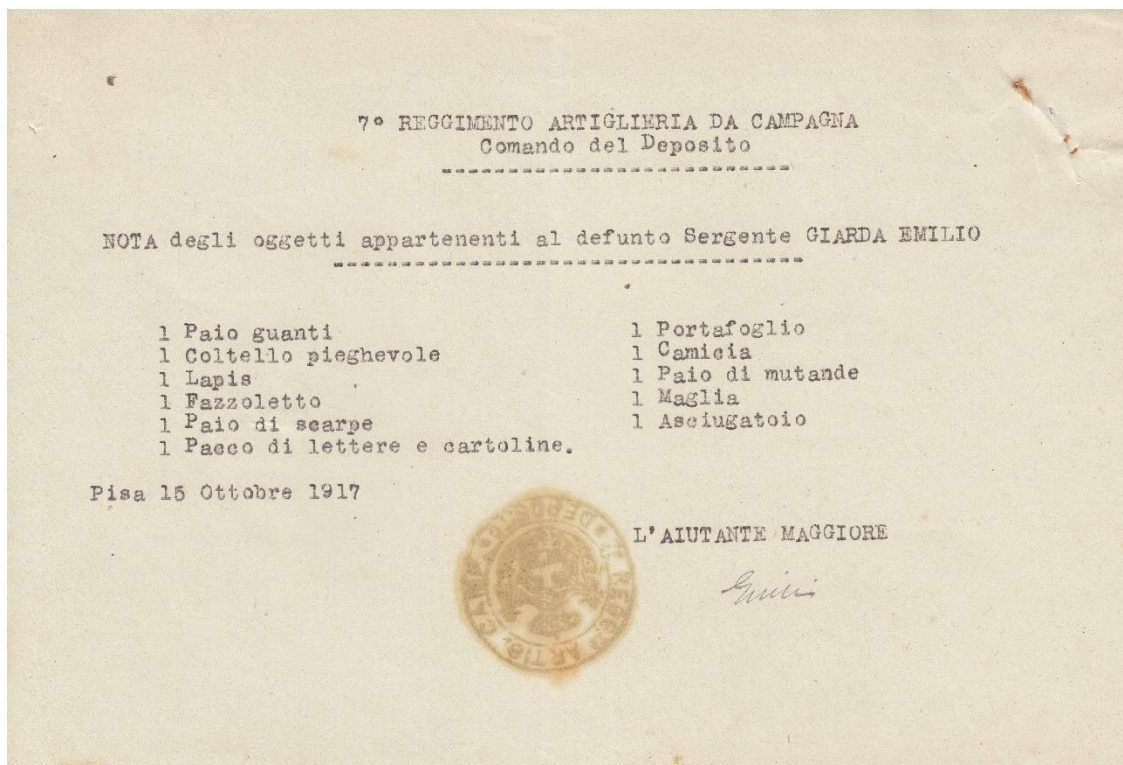 7° REGGIMENTO ARTIGLIERIA DA CAMPAGNA
Comando del Deposito
NOTA degli oggetti appartenenti al defunto Sergente GIARDA EMILIO
1 Paio guanti
1 Coltello pieghevole
1 Lapis
1 Fazzoletto
1 Paio di scarpe
1 Pacco di lettere e cartoline.
1 Portafoglio
1 Camicia
1 Paio di mutande
1 Maglia
1 Asciugatoio
Pisa 15 Ottobre 1917
L'AIUTANTE MAGGIORE